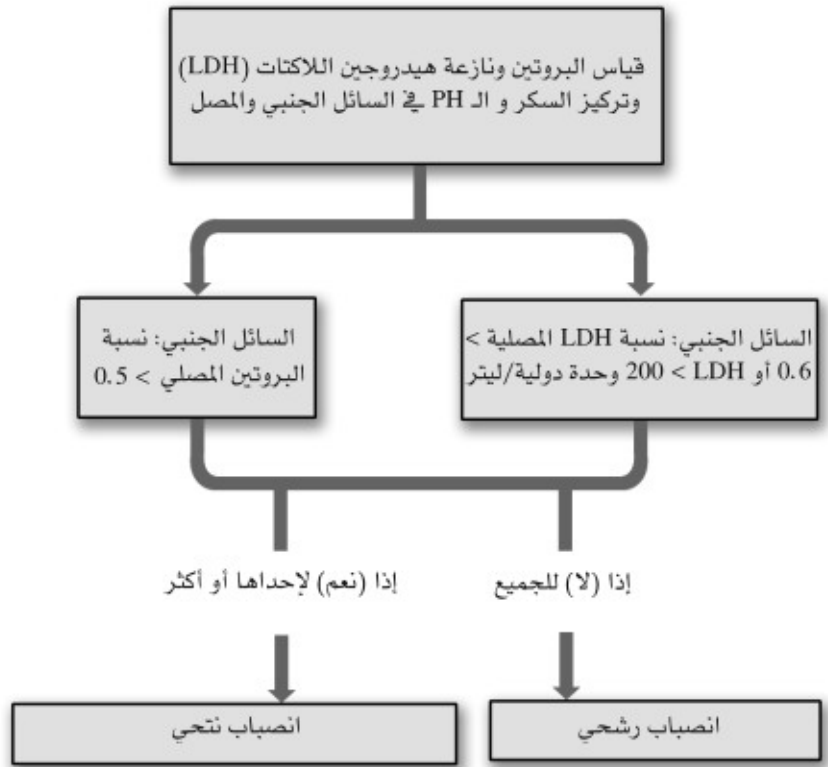 قياس البروتين ونازعة هيدروجين اللاكتات (LDH)
وتركيز السكر و الـ PH في السائل الجنبي والمصل
السائل الجنبي: نسبة LDH المصلية >
0.6 أو LDH > 200 وحدة دولية/ليتر
السائل الجنبي: نسبة
البروتين المصلي > 0.5
إذا (لا) للجميع
إذا (نعم) لإحداها أو أكثر
انصباب رشحي
انصباب نتحي